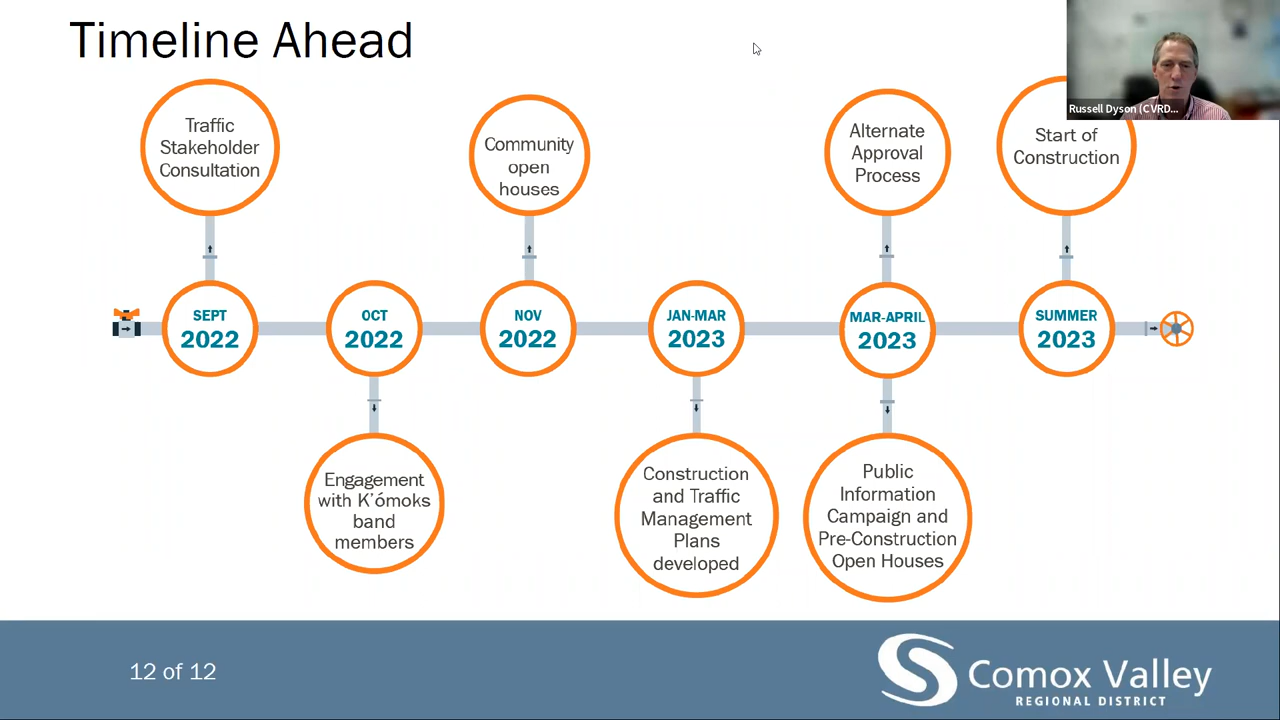 Timeline Ahead
Russell Dyson (CVRD...
Traffic
Stakeholder
Consultation
Community
open
houses
Alternate
Approval
Process
Start of
Construction
SEPT
2022
OCT
2022
NOV
2022
JAN-MAR
2023
MAR-APRIL
2023
SUMMER
2023
Engagement
with K’ómoks
band
members
Construction
and Traffic
Management
Plans
developed
Public
Information
Campaign and
Pre-Construction
Open Houses
12 of 12
Comox Valley
REGIONAL DISTRICT